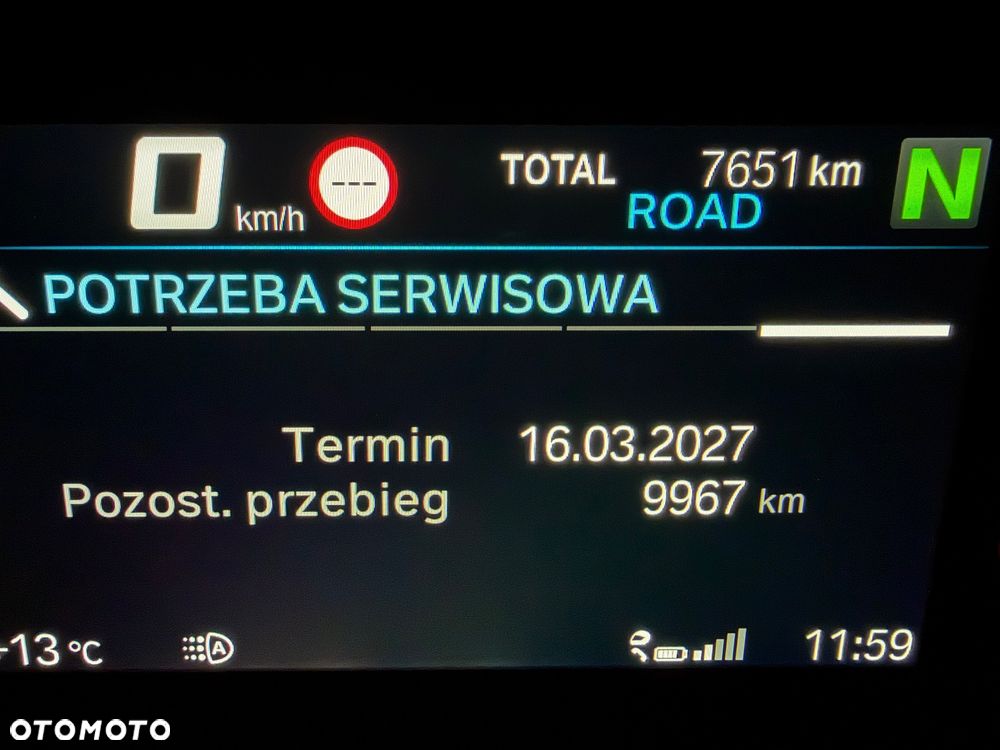 0 km/h --- TOTAL 7651 km N
ROAD
POTRZEBA SERWISOWA
Termin 16.03.2027
Pozost. przebieg 9967 km
+13 °C A 11:59
OTOMOTO